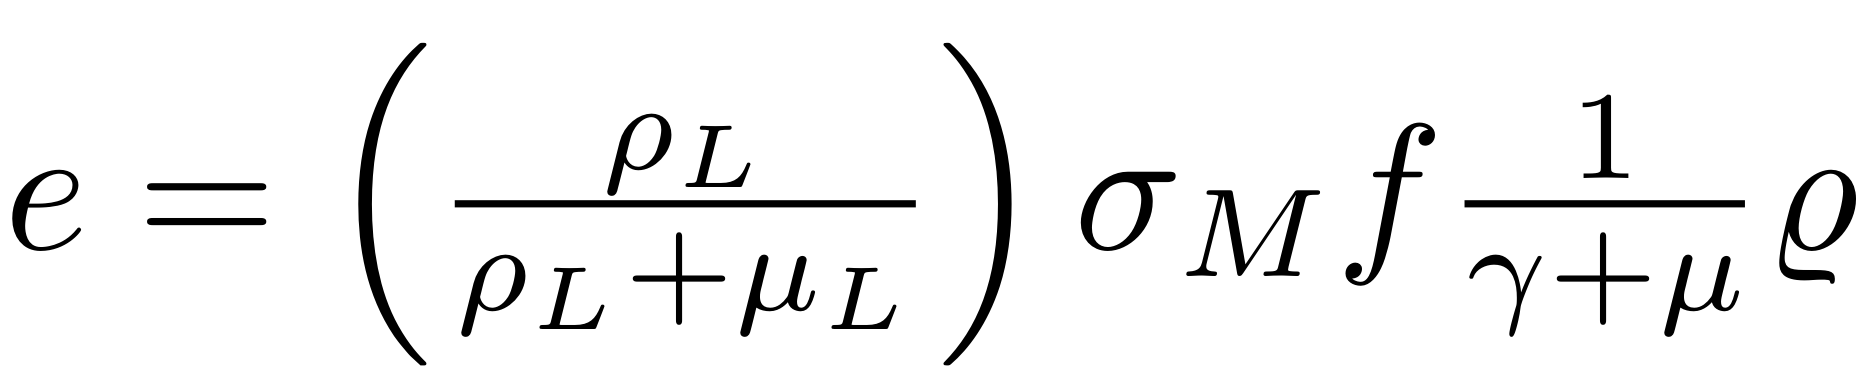 e = \left( \frac{\rho_L}{\rho_L + \mu_L} \right) \sigma_M f \frac{1}{\gamma + \mu} \varrho